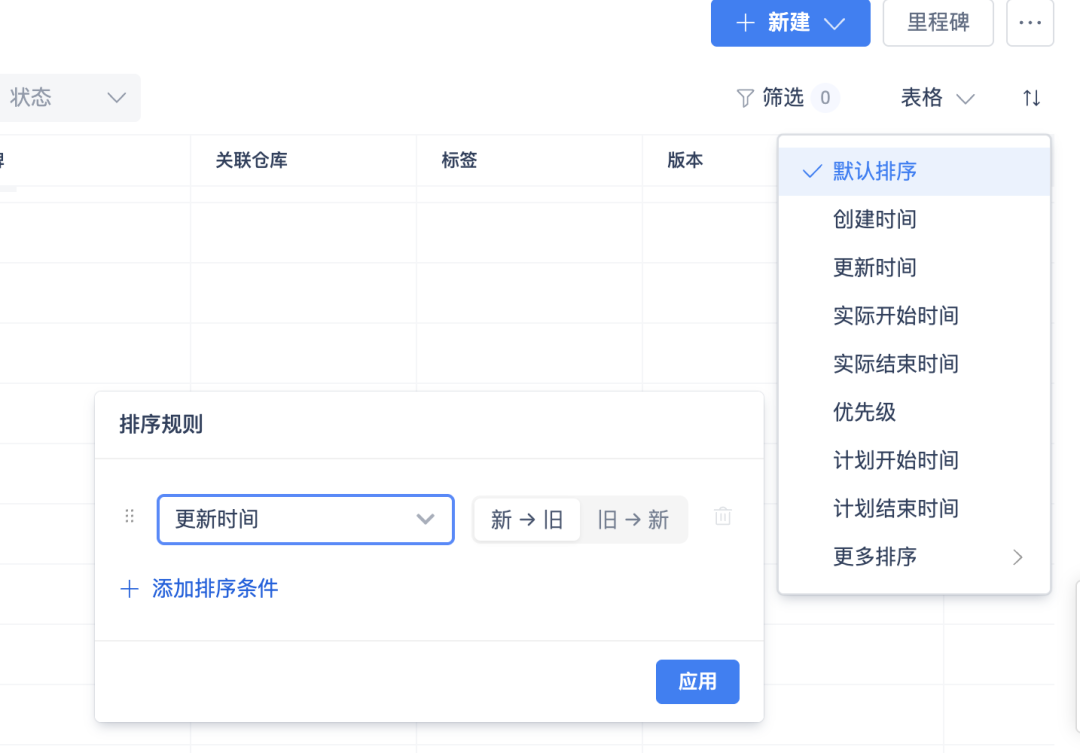 新建
里程碑
状态
筛选 0
表格
关联仓库
标签
版本
默认排序
创建时间
更新时间
实际开始时间
实际结束时间
优先级
计划开始时间
计划结束时间
更多排序
排序规则
更新时间
新 → 旧
旧 → 新
添加排序条件
应用